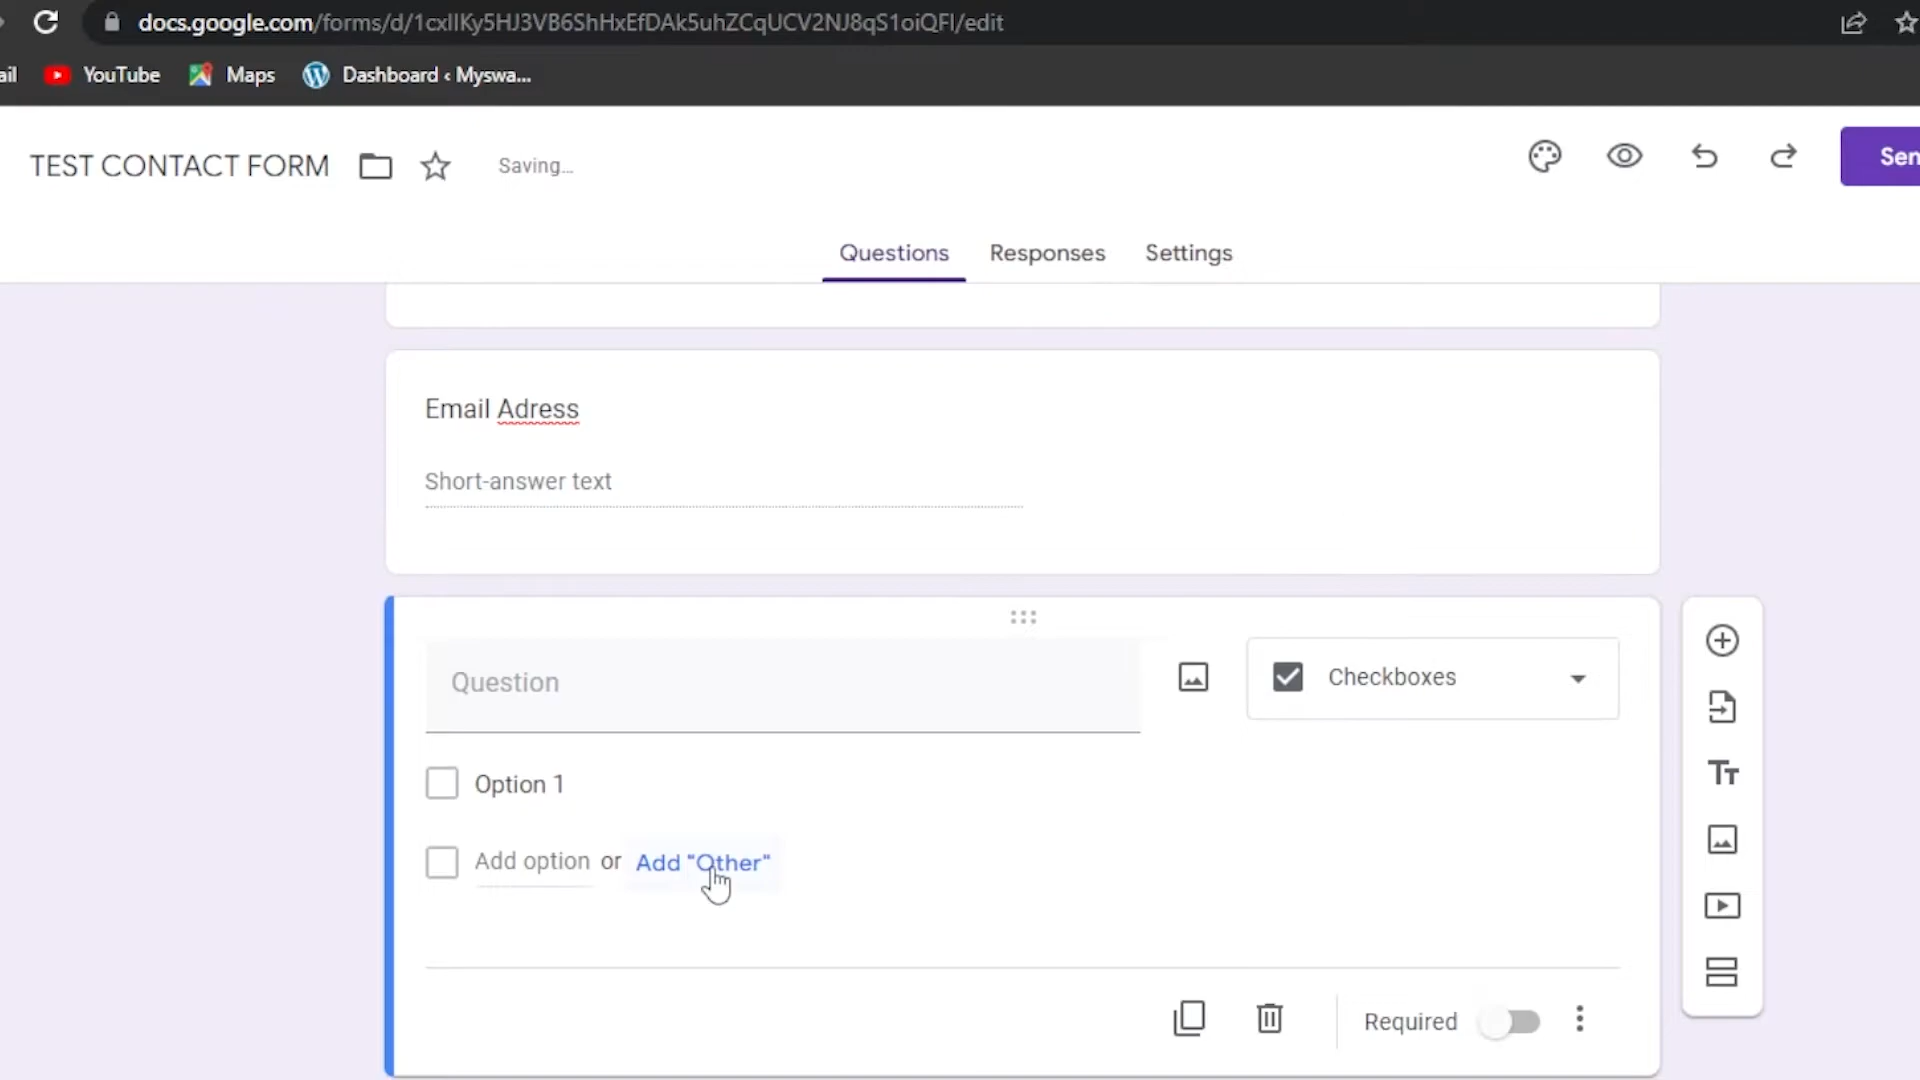 docs.google.com/forms/d/1cxIIKy5HJ3VB6ShHxEfDAk5uhZCqUCV2NJ8qS1oiQFI/edit
ail YouTube Maps Dashboard ‹ Myswa...
TEST CONTACT FORM Saving... Sen
Questions Responses Settings
Email Adress
Short-answer text
Question Checkboxes
Option 1
Add option or Add "Other"
Required